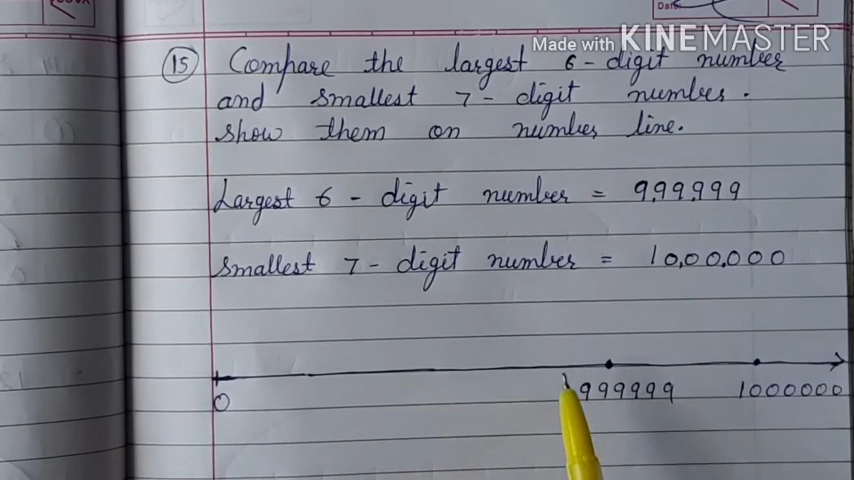 Date:
Made with KINEMASTER
15 Compare the largest 6-digit number
and smallest 7-digit number.
show them on number line.
Largest 6-digit number = 9,99,999
smallest 7-digit number = 10,00,000
0 999999 1000000